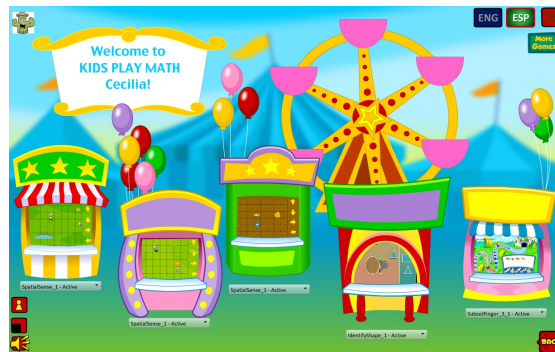 Welcome to
KIDS PLAY MATH
Cecilia!
ENG
ESP
More
Games
SpatialSense_1 - Active
SpatialSense_1 - Active
SpatialSense_1 - Active
IdentifyShape_1 - Active
SubsetFinger_3_1 - Active
BAC